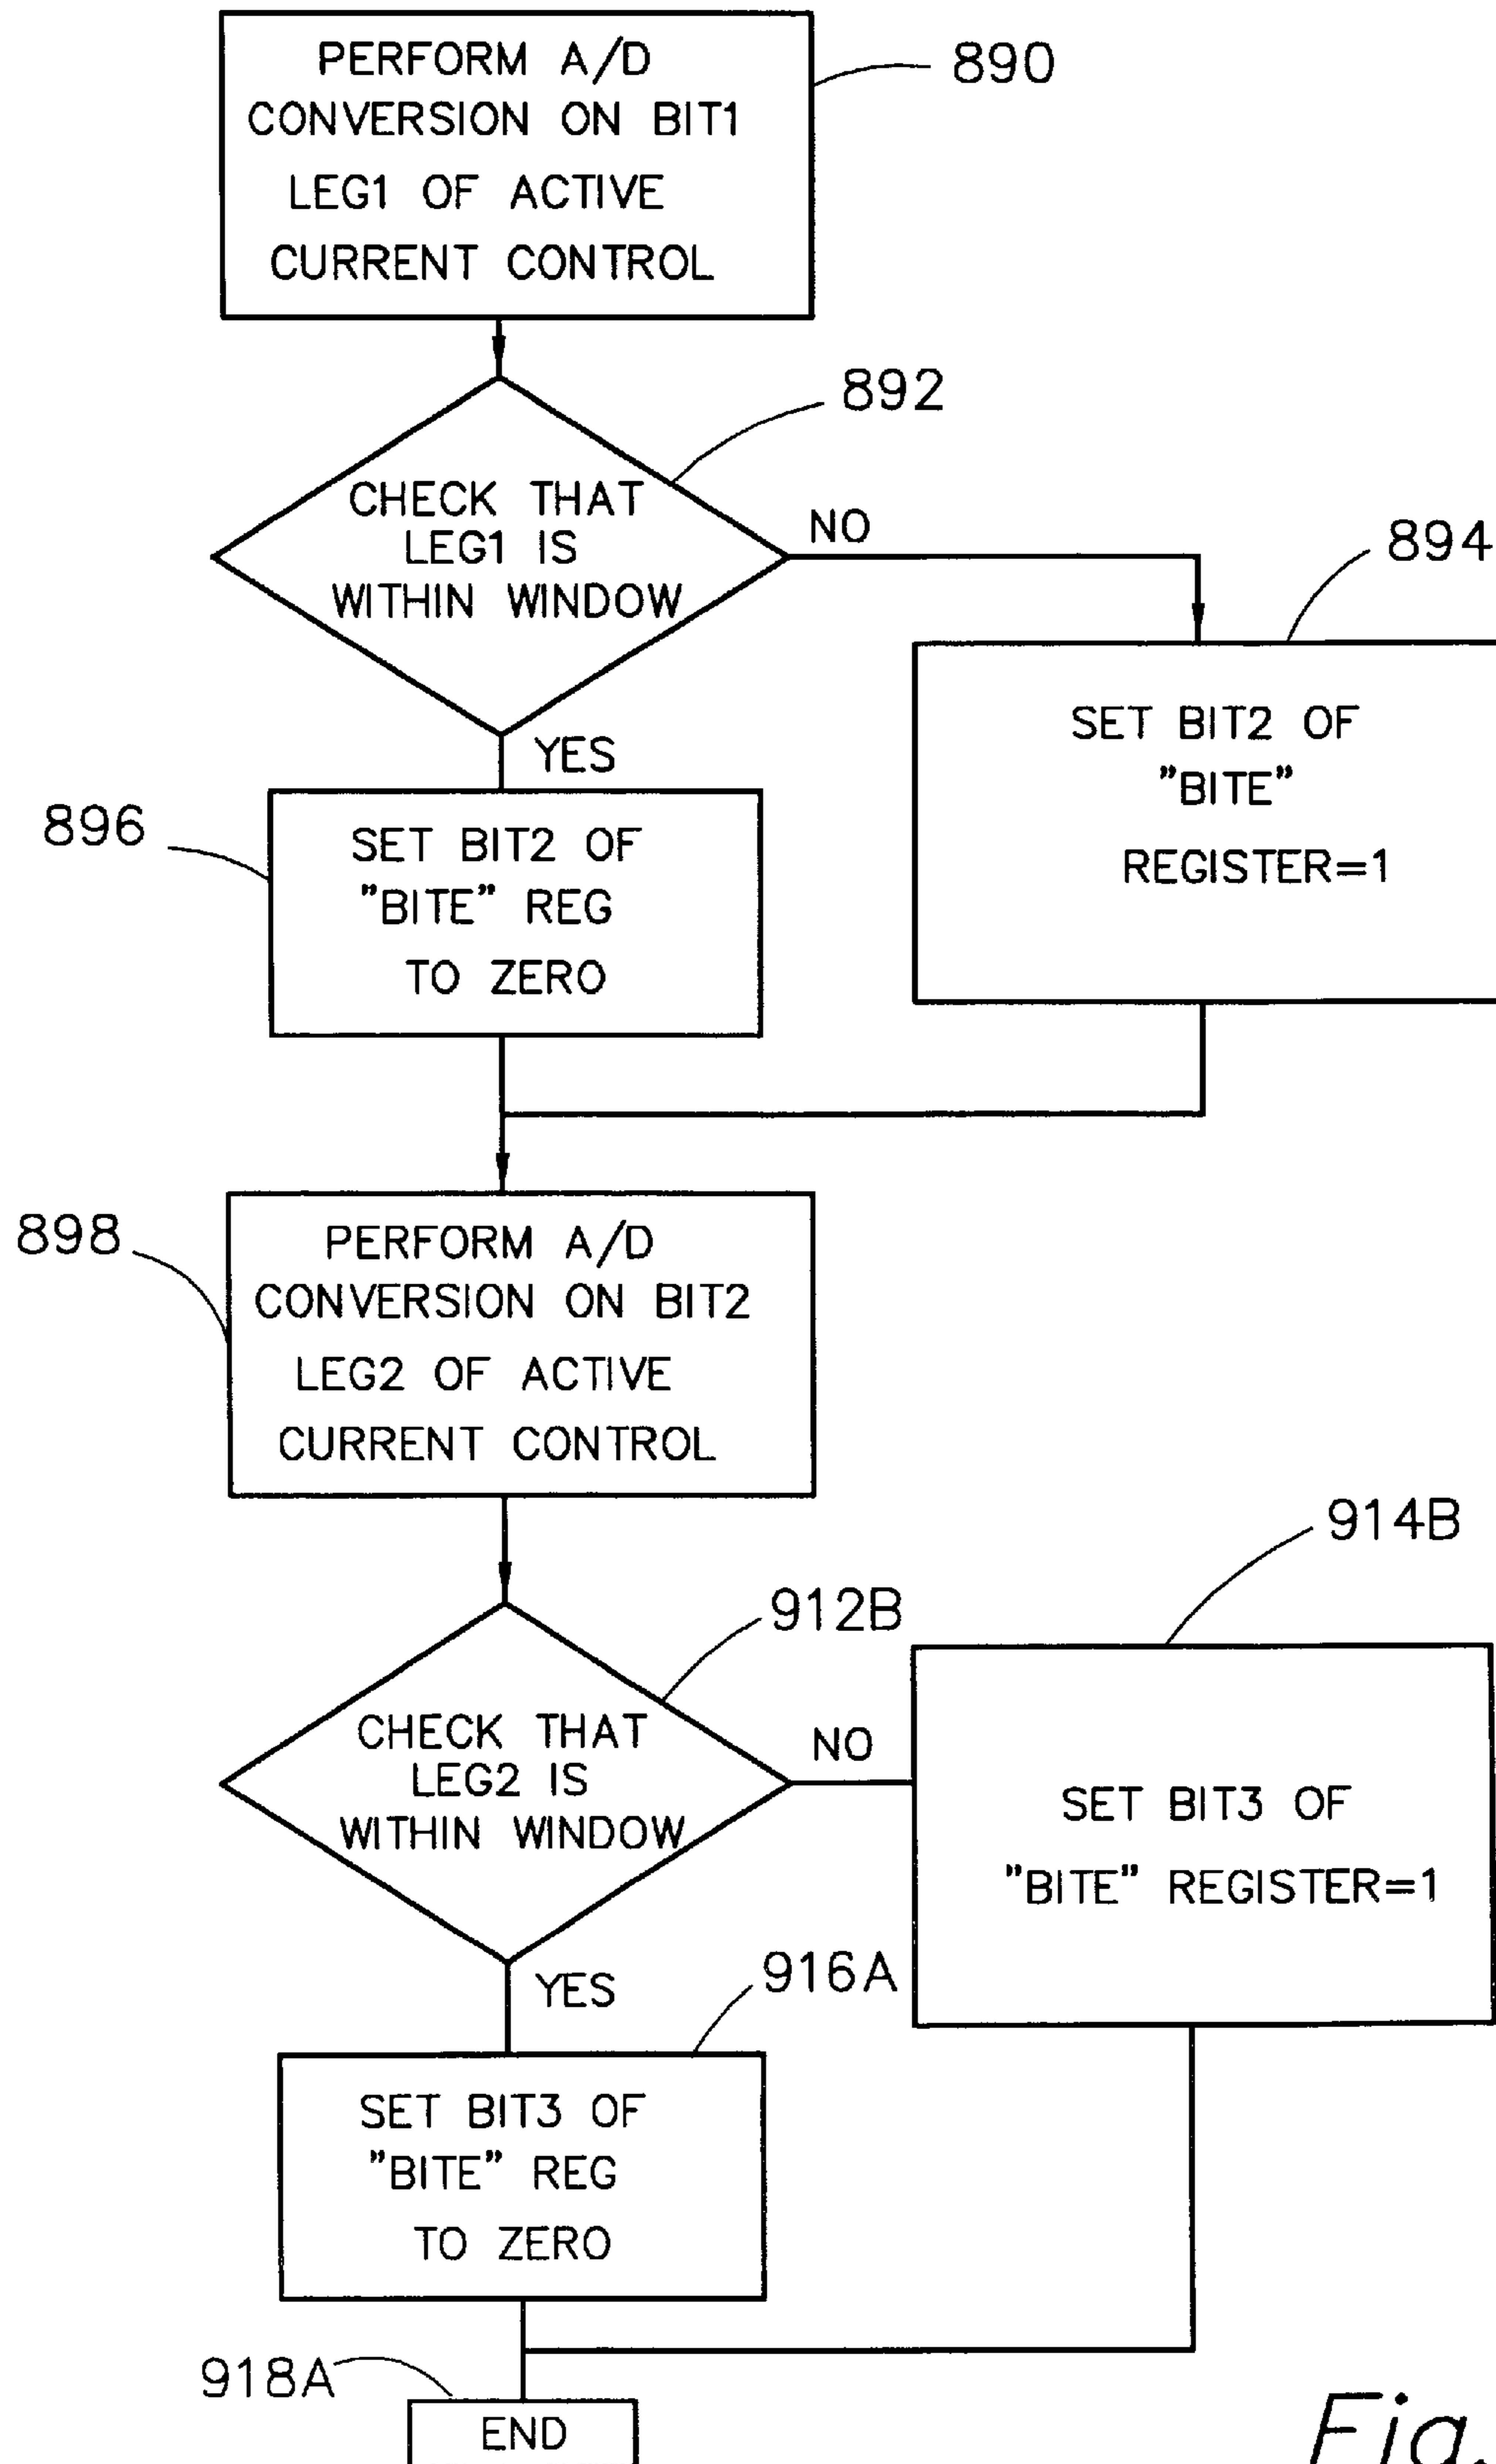 PERFORM A/D
CONVERSION ON BIT1
LEG1 OF ACTIVE
CURRENT CONTROL
890
892
CHECK THAT
LEG1 IS
WITHIN WINDOW
NO
894
SET BIT2 OF
"BITE"
REGISTER=1
YES
896
SET BIT2 OF
"BITE" REG
TO ZERO
898
PERFORM A/D
CONVERSION ON BIT2
LEG2 OF ACTIVE
CURRENT CONTROL
914B
912B
CHECK THAT
LEG2 IS
WITHIN WINDOW
NO
SET BIT3 OF
"BITE" REGISTER=1
YES
916A
SET BIT3 OF
"BITE" REG
TO ZERO
918A
END
Fig.